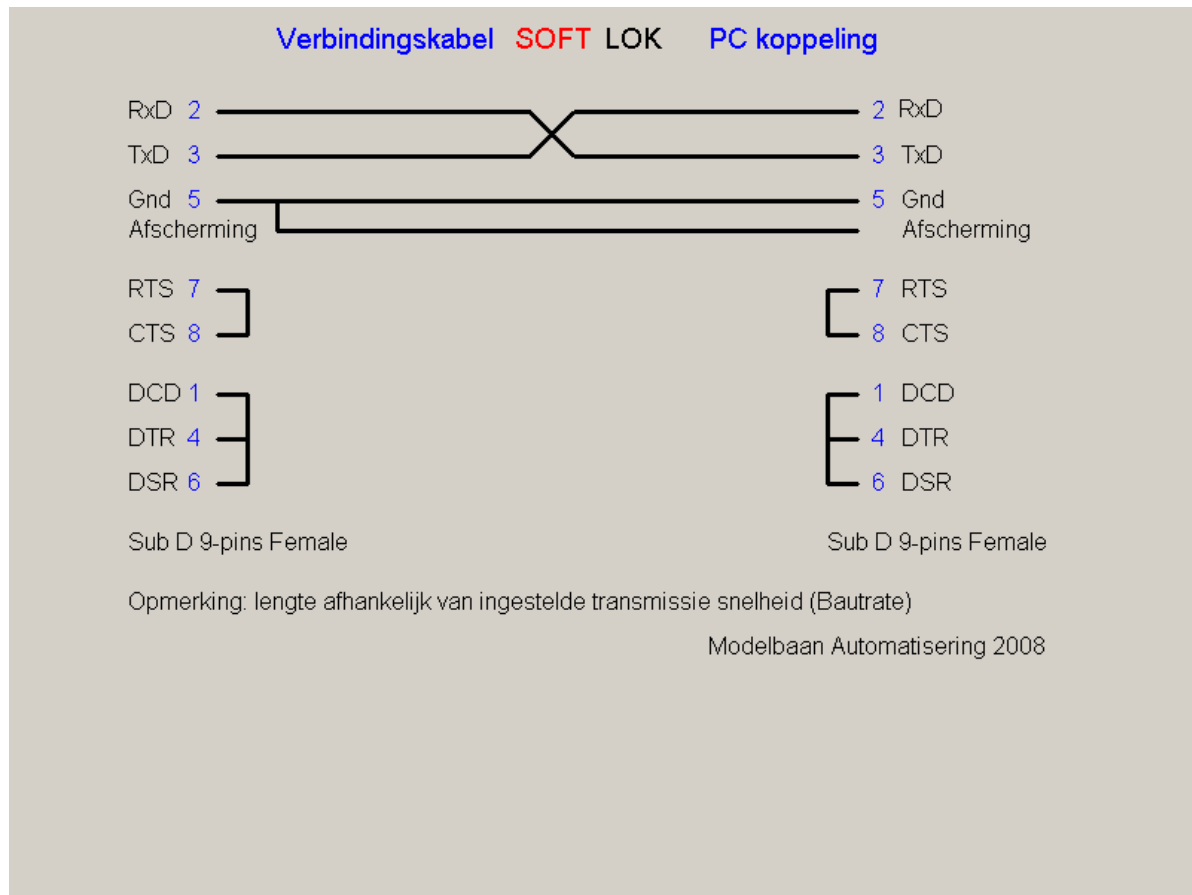 Verbindingskabel SOFT LOK PC koppeling
RxD 2 2 RxD
TxD 3 3 TxD
Gnd 5 5 Gnd
Afscherming Afscherming
RTS 7 7 RTS
CTS 8 8 CTS
DCD 1 1 DCD
DTR 4 4 DTR
DSR 6 6 DSR
Sub D 9-pins Female Sub D 9-pins Female
Opmerking: lengte afhankelijk van ingestelde transmissie snelheid (Bautrate)
Modelbaan Automatisering 2008